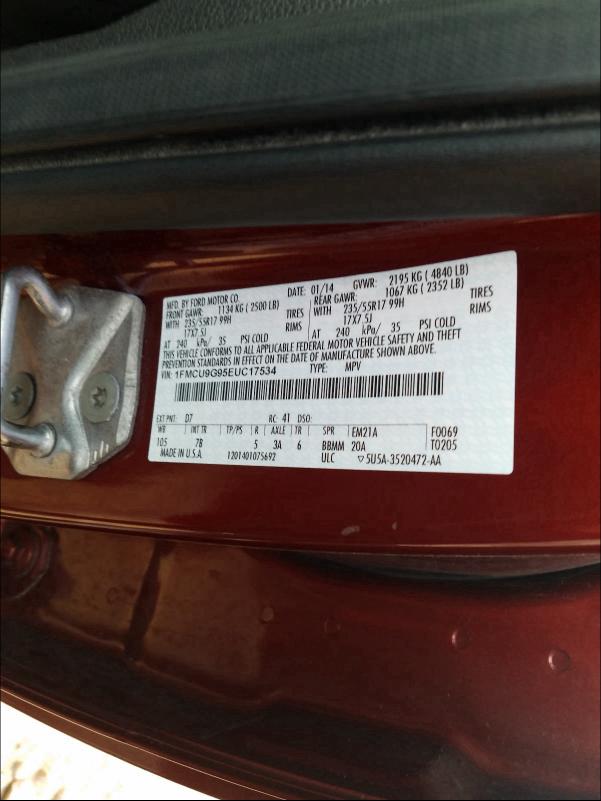 MFD. BY FORD MOTOR CO. DATE: 01/14 GVWR: 2195 KG ( 4840 LB)
FRONT GAWR: 1134 KG ( 2500 LB) REAR GAWR: 1067 KG ( 2352 LB)
WITH 235/55R17 99H TIRES WITH 235/55R17 99H TIRES
17X7.5J RIMS 17X7.5J RIMS
AT 240 kPa/ 35 PSI COLD AT 240 kPa/ 35 PSI COLD
THIS VEHICLE CONFORMS TO ALL APPLICABLE FEDERAL MOTOR VEHICLE SAFETY AND THEFT
PREVENTION STANDARDS IN EFFECT ON THE DATE OF MANUFACTURE SHOWN ABOVE.
VIN: 1FMCU9G95EUC17534 TYPE: MPV
EXT PNT: D7 RC: 41 DSO:
WB INT TR TP/PS R AXLE TR SPR EM21A F0069
105 7B 5 3A 6 BBMM 20A T0205
MADE IN U.S.A. 1201401075692 ULC ▽5U5A-3520472-AA